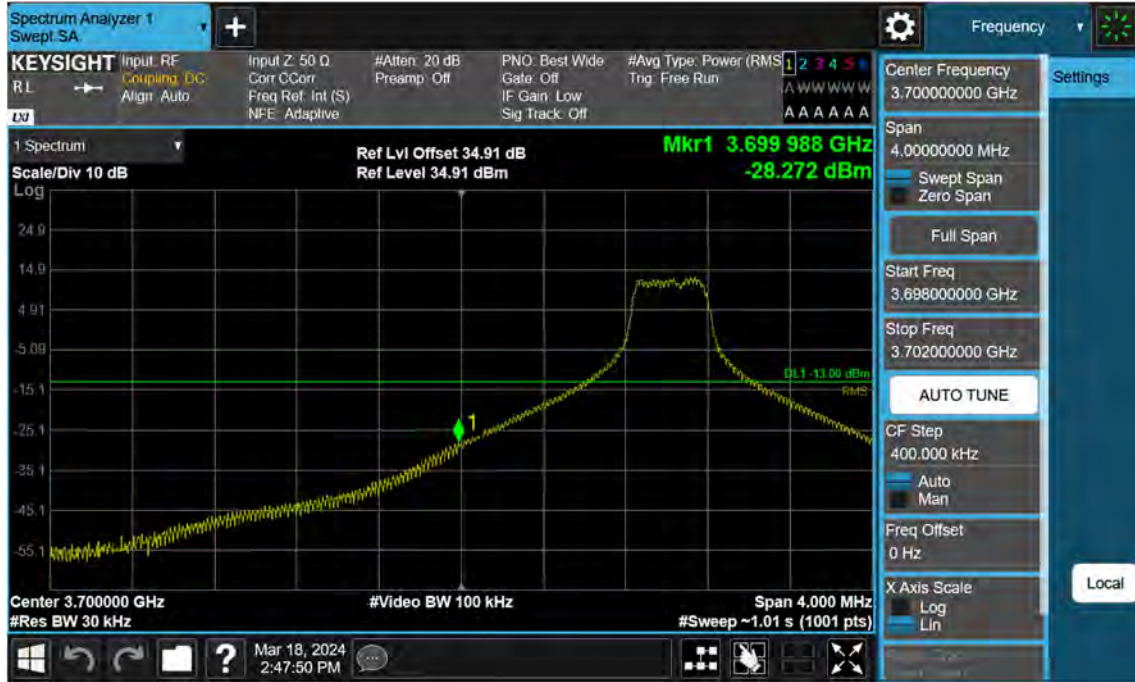 Spectrum Analyzer 1
Swept SA
+
Frequency
KEYSIGHT
Input: RF
Coupling: DC
Align: Auto
RL
LXI
Input Z: 50 Ω
Corr CCorr
Freq Ref: Int (S)
NFE: Adaptive
#Atten: 20 dB
Preamp: Off
PNO: Best Wide
Gate: Off
IF Gain: Low
Sig Track: Off
#Avg Type: Power (RMS
Trig: Free Run
1 2 3 4 5 6
A W W W W W
A A A A A A
Center Frequency
3.700000000 GHz
Settings
1 Spectrum
Scale/Div 10 dB
Log
Ref Lvl Offset 34.91 dB
Ref Level 34.91 dBm
Mkr1 3.699 988 GHz
-28.272 dBm
24.9
14.9
4.91
-5.09
-15.1
-25.1
-35.1
-45.1
-55.1
DL1 -13.00 dBm
RMS
1
Center 3.700000 GHz
#Res BW 30 kHz
#Video BW 100 kHz
Span 4.000 MHz
#Sweep ~1.01 s (1001 pts)
Span
4.00000000 MHz
Swept Span
Zero Span
Full Span
Start Freq
3.698000000 GHz
Stop Freq
3.702000000 GHz
AUTO TUNE
CF Step
400.000 kHz
Auto
Man
Freq Offset
0 Hz
X Axis Scale
Log
Lin
Local
?
Mar 18, 2024
2:47:50 PM